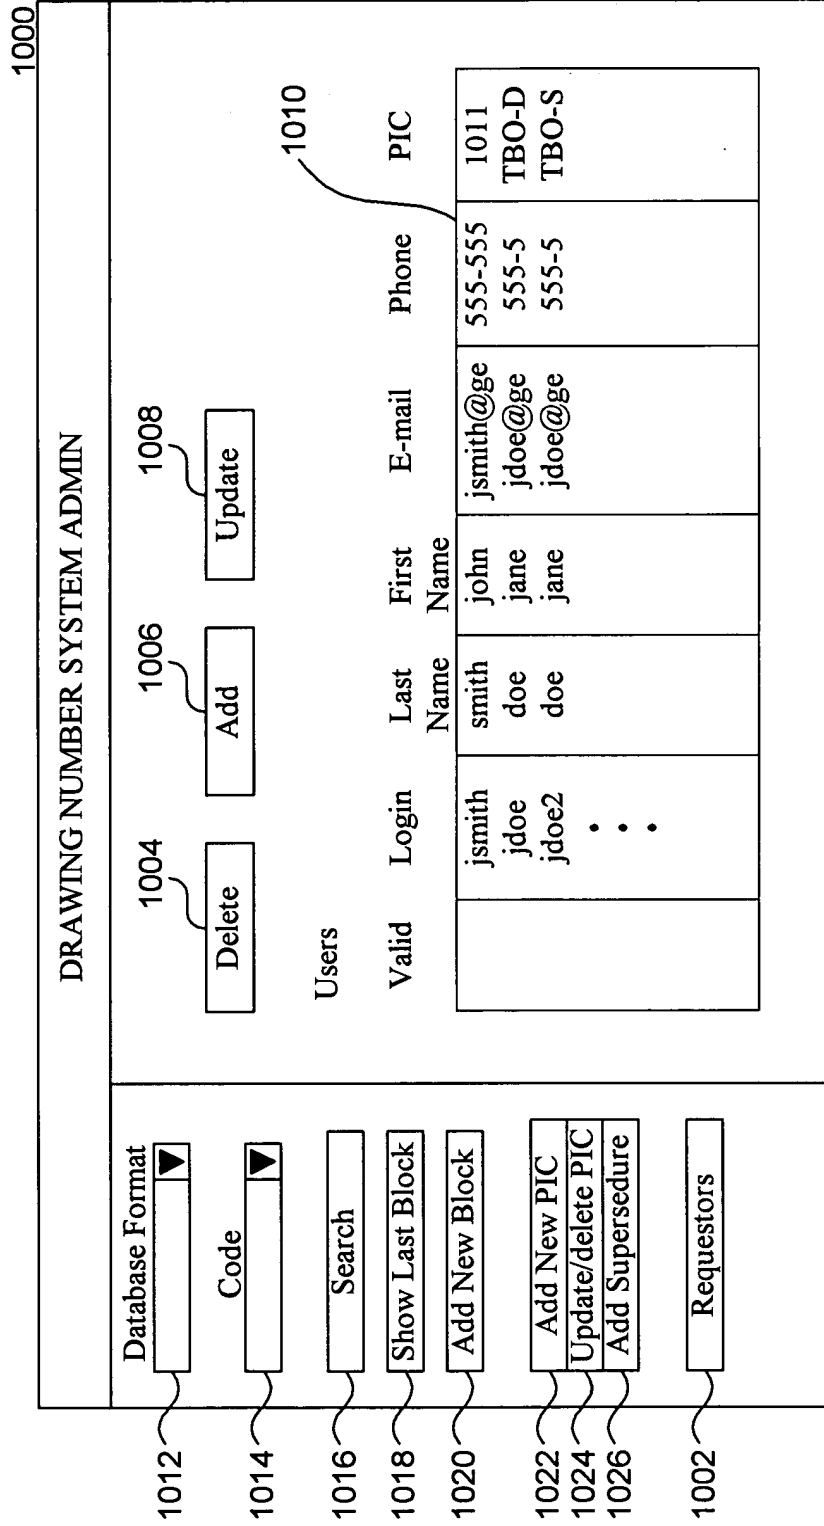 1000
DRAWING NUMBER SYSTEM ADMIN
1012
Database Format
1014
Code
1016
Search
1018
Show Last Block
1020
Add New Block
1022
Add New PIC
1024
Update/delete PIC
1026
Add Supersedure
1002
Requestors
1004 1006 1008
Delete Add Update
Users
1010
Valid Login Last Name First Name E-mail Phone PIC
jsmith smith john jsmith@ge 555-555 1011
jdoe doe jane jdoe@ge 555-5 TBO-D
jdoe2 doe jane jdoe@ge 555-5 TBO-S